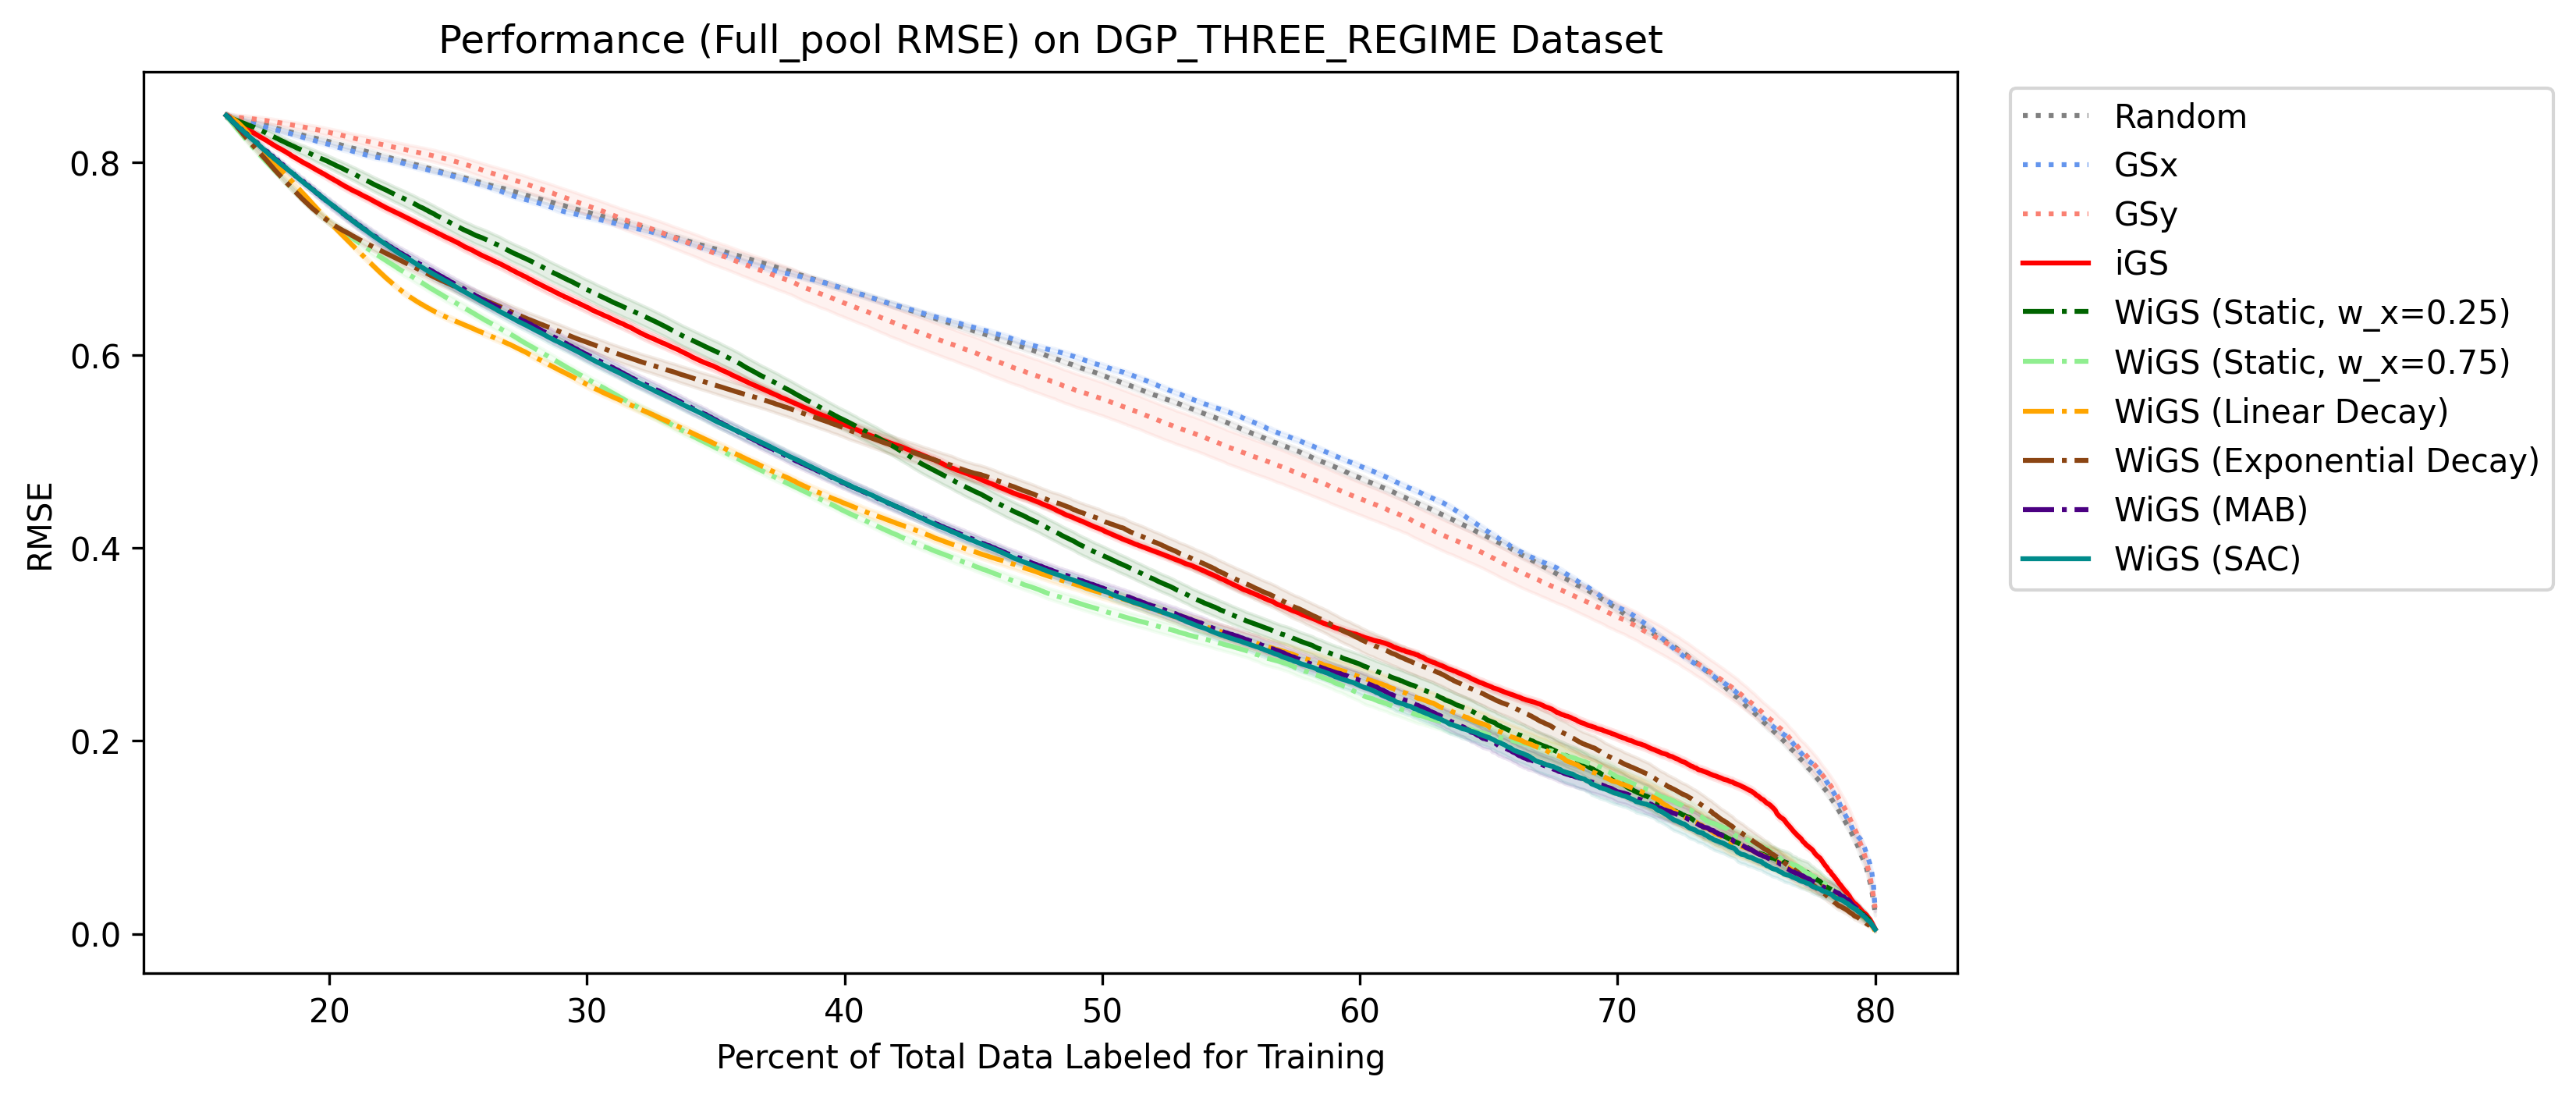 Performance (Full_pool RMSE) on DGP_THREE_REGIME Dataset
RMSE
0.8
0.6
0.4
0.2
0.0
20 30 40 50 60 70 80
Percent of Total Data Labeled for Training
Random
GSx
GSy
iGS
WiGS (Static, w_x=0.25)
WiGS (Static, w_x=0.75)
WiGS (Linear Decay)
WiGS (Exponential Decay)
WiGS (MAB)
WiGS (SAC)